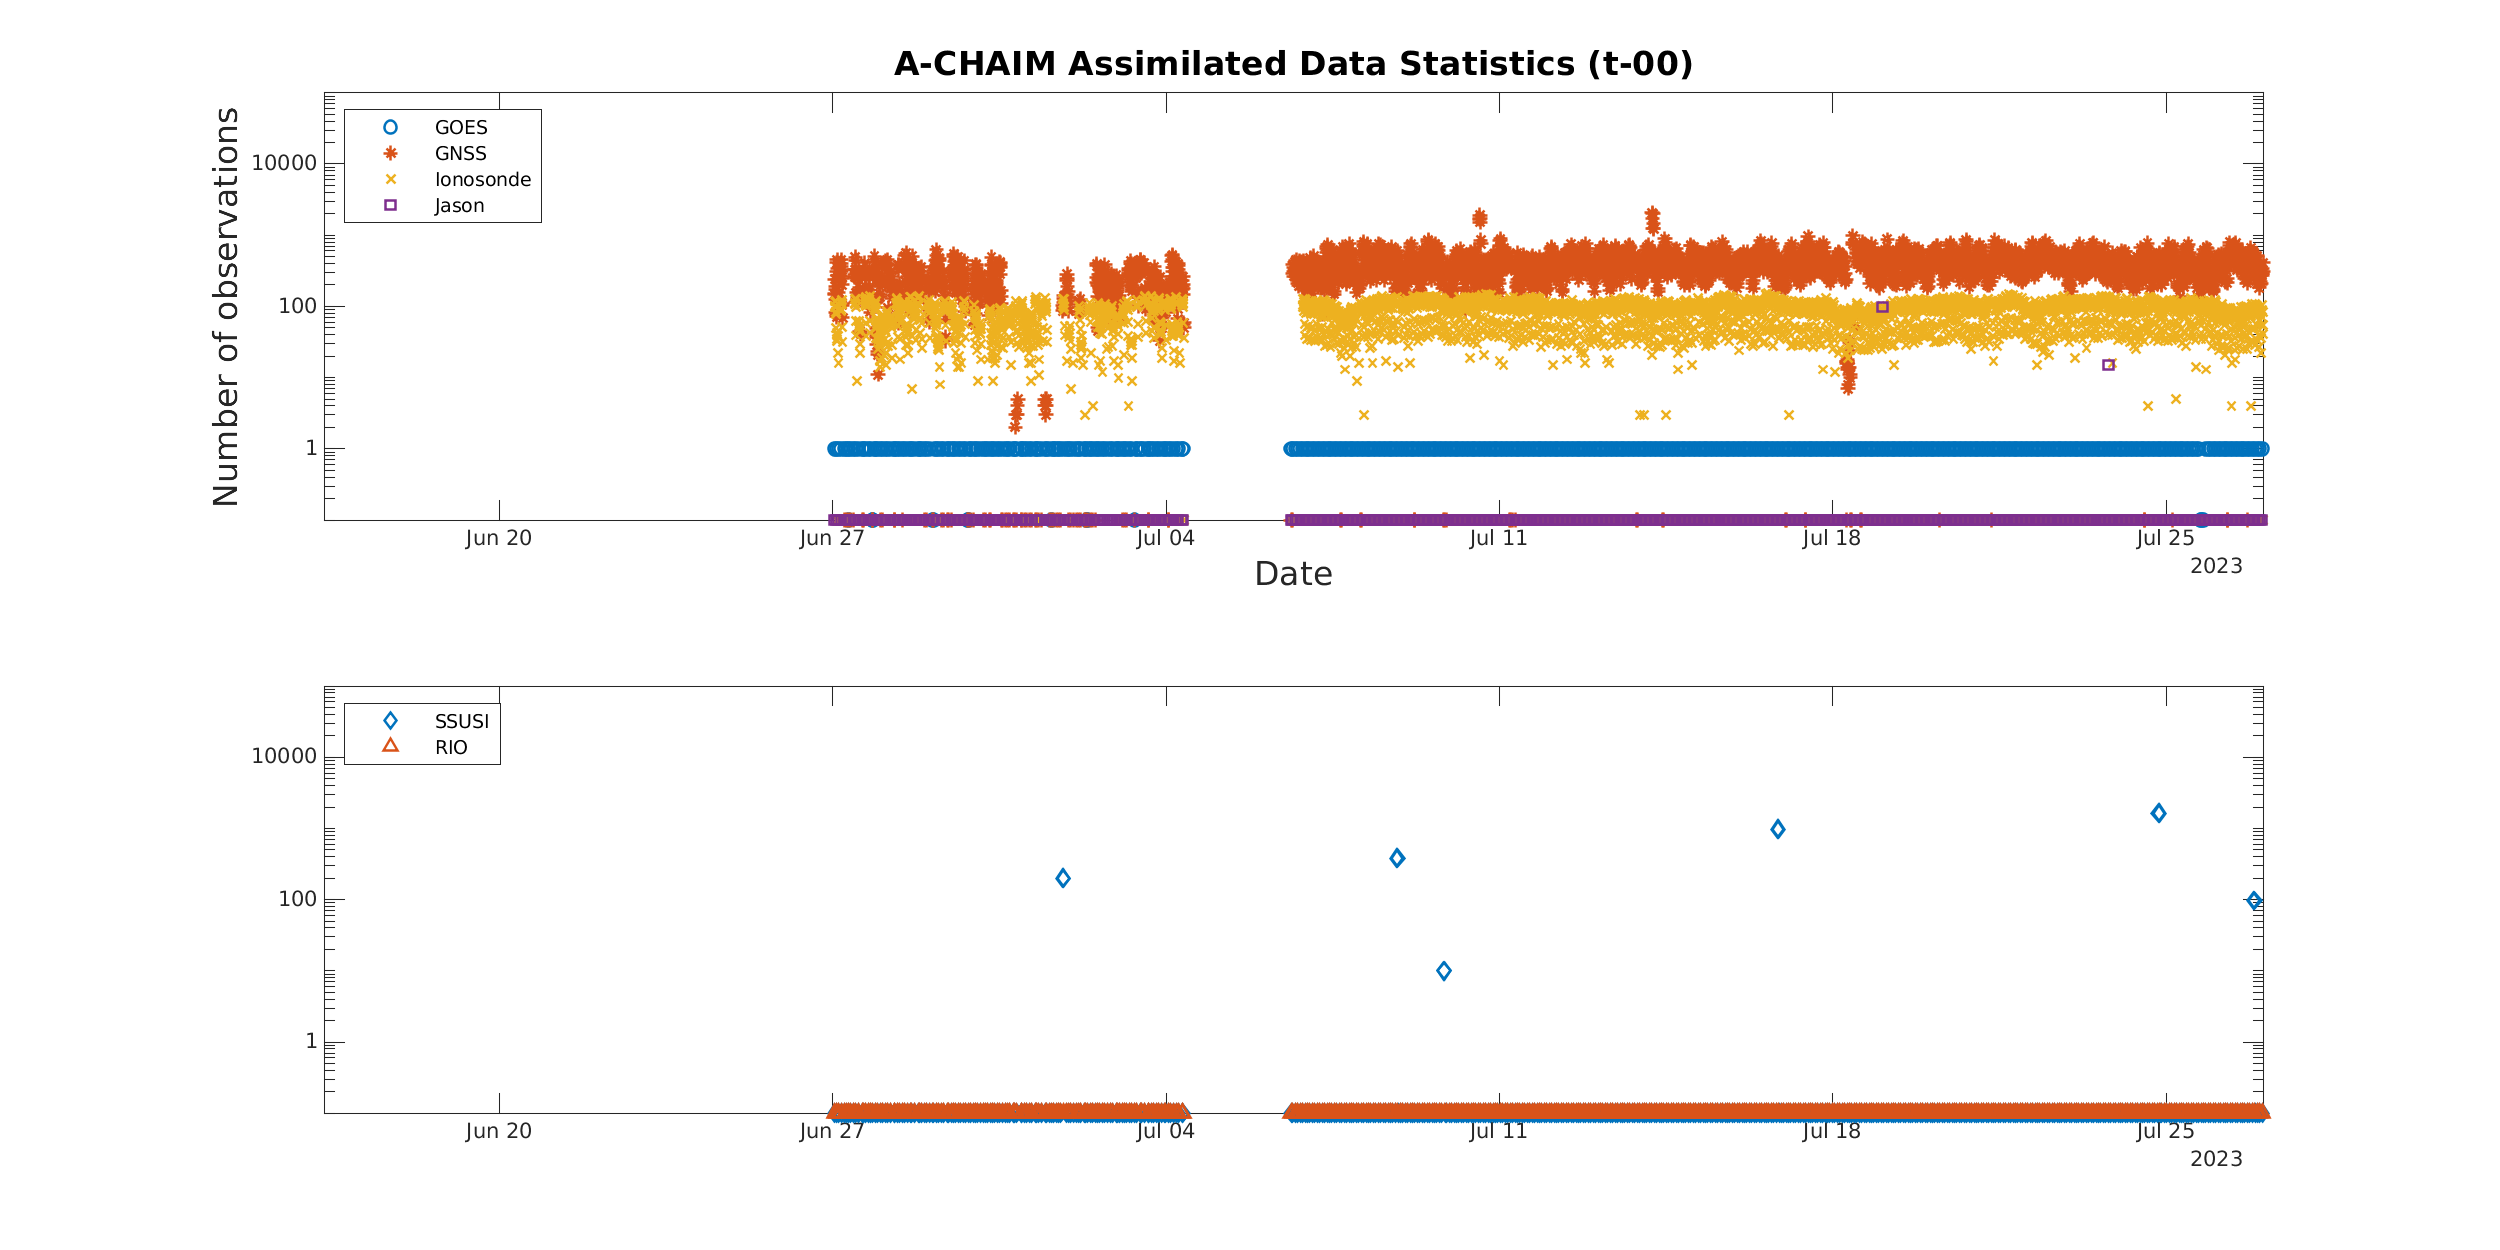 A-CHAIM Assimilated Data Statistics (t-00)
Number of observations
GOES
GNSS
Ionosonde
Jason
10000
100
1
Jun 20 Jun 27 Jul 04 Jul 11 Jul 18 Jul 25
2023
Date
SSUSI
RIO
10000
100
1
Jun 20 Jun 27 Jul 04 Jul 11 Jul 18 Jul 25
2023